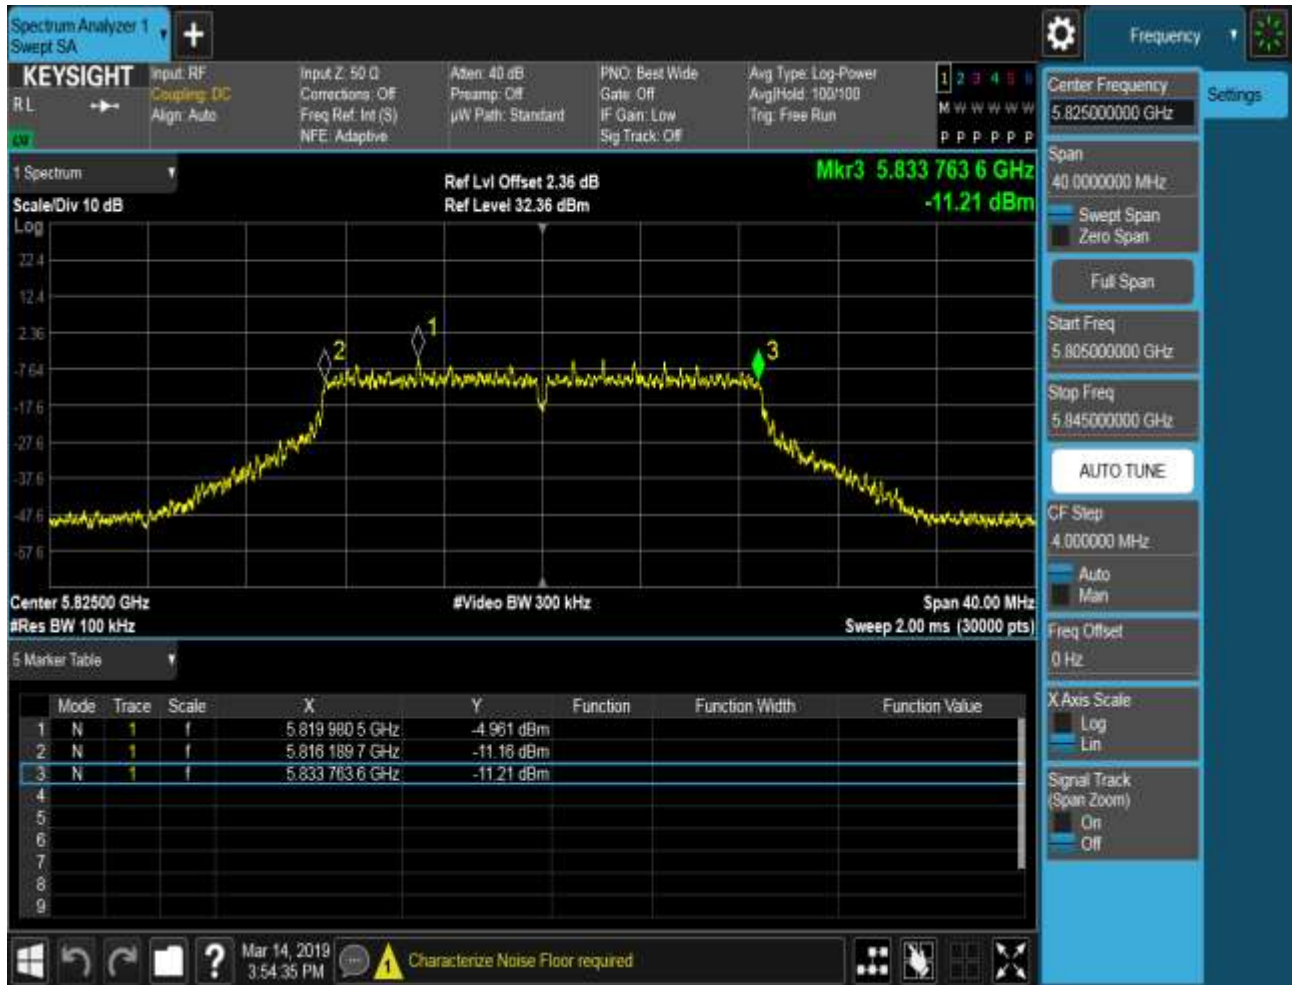 Spectrum Analyzer 1
Swept SA
+
Frequency
KEYSIGHT
RL
Input: RF
Coupling: DC
Align: Auto
Input Z: 50 Ω
Corrections: Off
Freq Ref: Int (S)
NFE: Adaptive
Atten: 40 dB
Preamp: Off
µW Path: Standard
PNO: Best Wide
Gate: Off
IF Gain: Low
Sig Track: Off
Avg Type: Log-Power
Avg|Hold: 100/100
Trig: Free Run
1 2 3 4 5 6
M W W W W W
P P P P P P
1 Spectrum
Scale/Div 10 dB
Ref Lvl Offset 2.36 dB
Ref Level 32.36 dBm
Mkr3 5.833 763 6 GHz
-11.21 dBm
Log
22.4
12.4
2.36
-7.64
-17.6
-27.6
-37.6
-47.6
-57.6
1
2
3
Center 5.82500 GHz
#Res BW 100 kHz
#Video BW 300 kHz
Span 40.00 MHz
Sweep 2.00 ms (30000 pts)
5 Marker Table
Mode Trace Scale X Y Function Function Width Function Value
1 N 1 f 5.819 980 5 GHz -4.961 dBm
2 N 1 f 5.816 189 7 GHz -11.16 dBm
3 N 1 f 5.833 763 6 GHz -11.21 dBm
4
5
6
7
8
9
Center Frequency
5.825000000 GHz
Settings
Span
40.0000000 MHz
Swept Span
Zero Span
Full Span
Start Freq
5.805000000 GHz
Stop Freq
5.845000000 GHz
AUTO TUNE
CF Step
4.000000 MHz
Auto
Man
Freq Offset
0 Hz
X Axis Scale
Log
Lin
Signal Track
(Span Zoom)
On
Off
?
Mar 14, 2019
3:54:35 PM
1
Characterize Noise Floor required